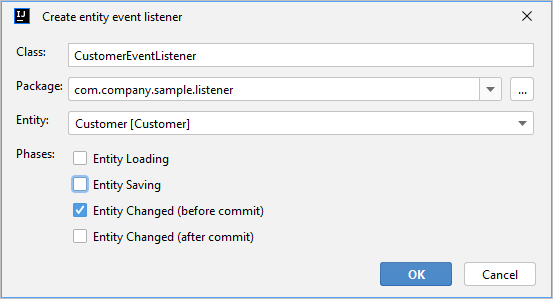 IJ Create entity event listener
Class: CustomerEventListener
Package: com.company.sample.listener ...
Entity: Customer [Customer]
Phases:
Entity Loading
Entity Saving
Entity Changed (before commit)
Entity Changed (after commit)
OK Cancel